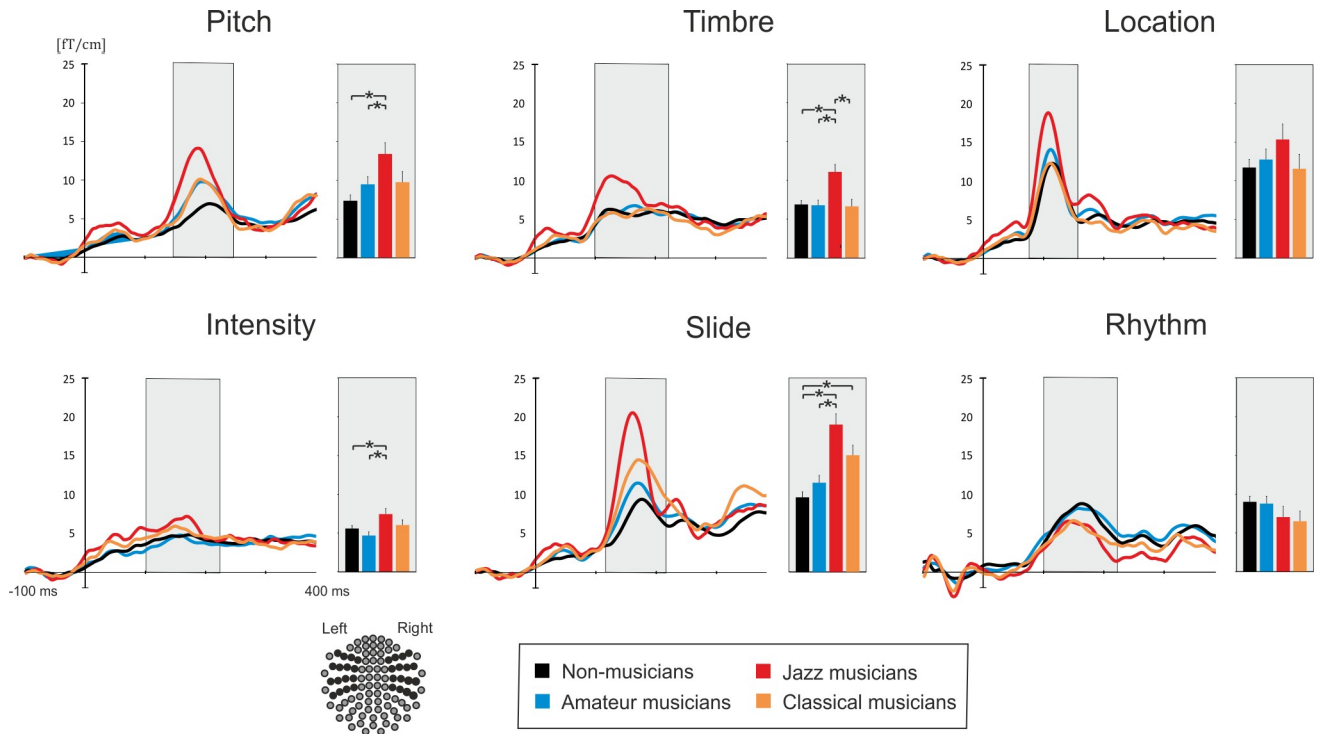 Pitch
Timbre
Location
[fT/cm]
25
20
15
10
5
* *
25
20
15
10
5
* * *
25
20
15
10
5
Intensity
Slide
Rhythm
25
20
15
10
5
* *
-100 ms
400 ms
25
20
15
10
5
* * *
25
20
15
10
5
Left Right
Non-musicians
Jazz musicians
Amateur musicians
Classical musicians